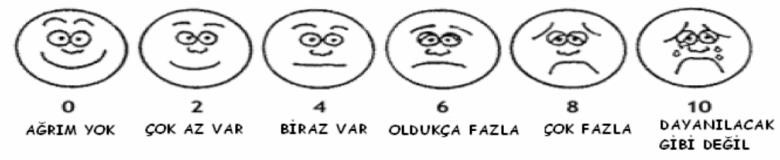 0 2 4 6 8 10
AĞRIM YOK ÇOK AZ VAR BİRAZ VAR OLDUKÇA FAZLA ÇOK FAZLA DAYANILACAK
GİBİ DEĞİL